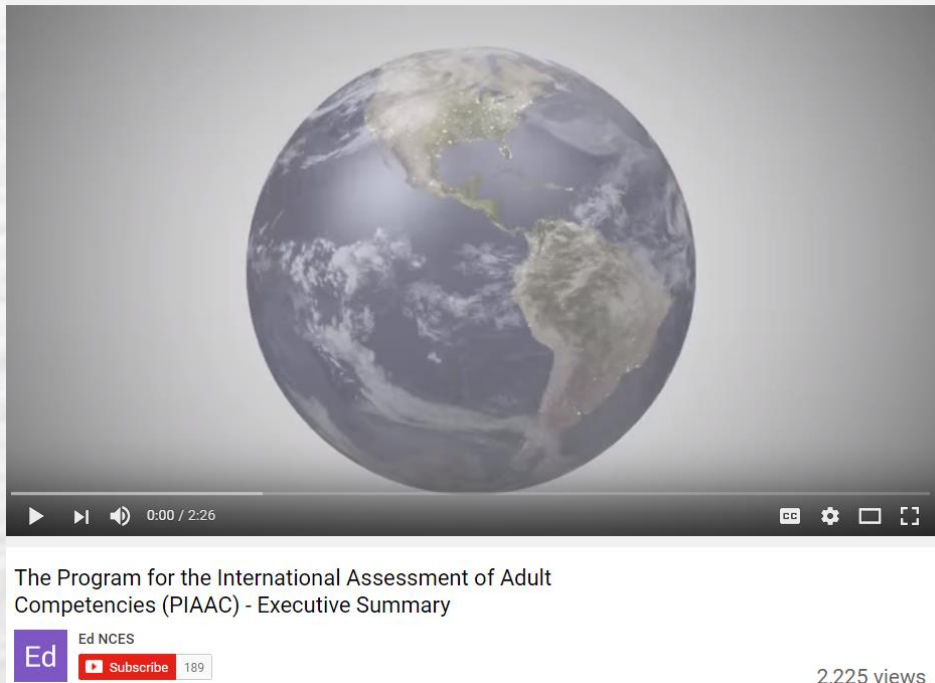 0:00 / 2:26
CC
The Program for the International Assessment of Adult
Competencies (PIAAC) - Executive Summary
Ed
Ed NCES
Subscribe 189
2,225 views